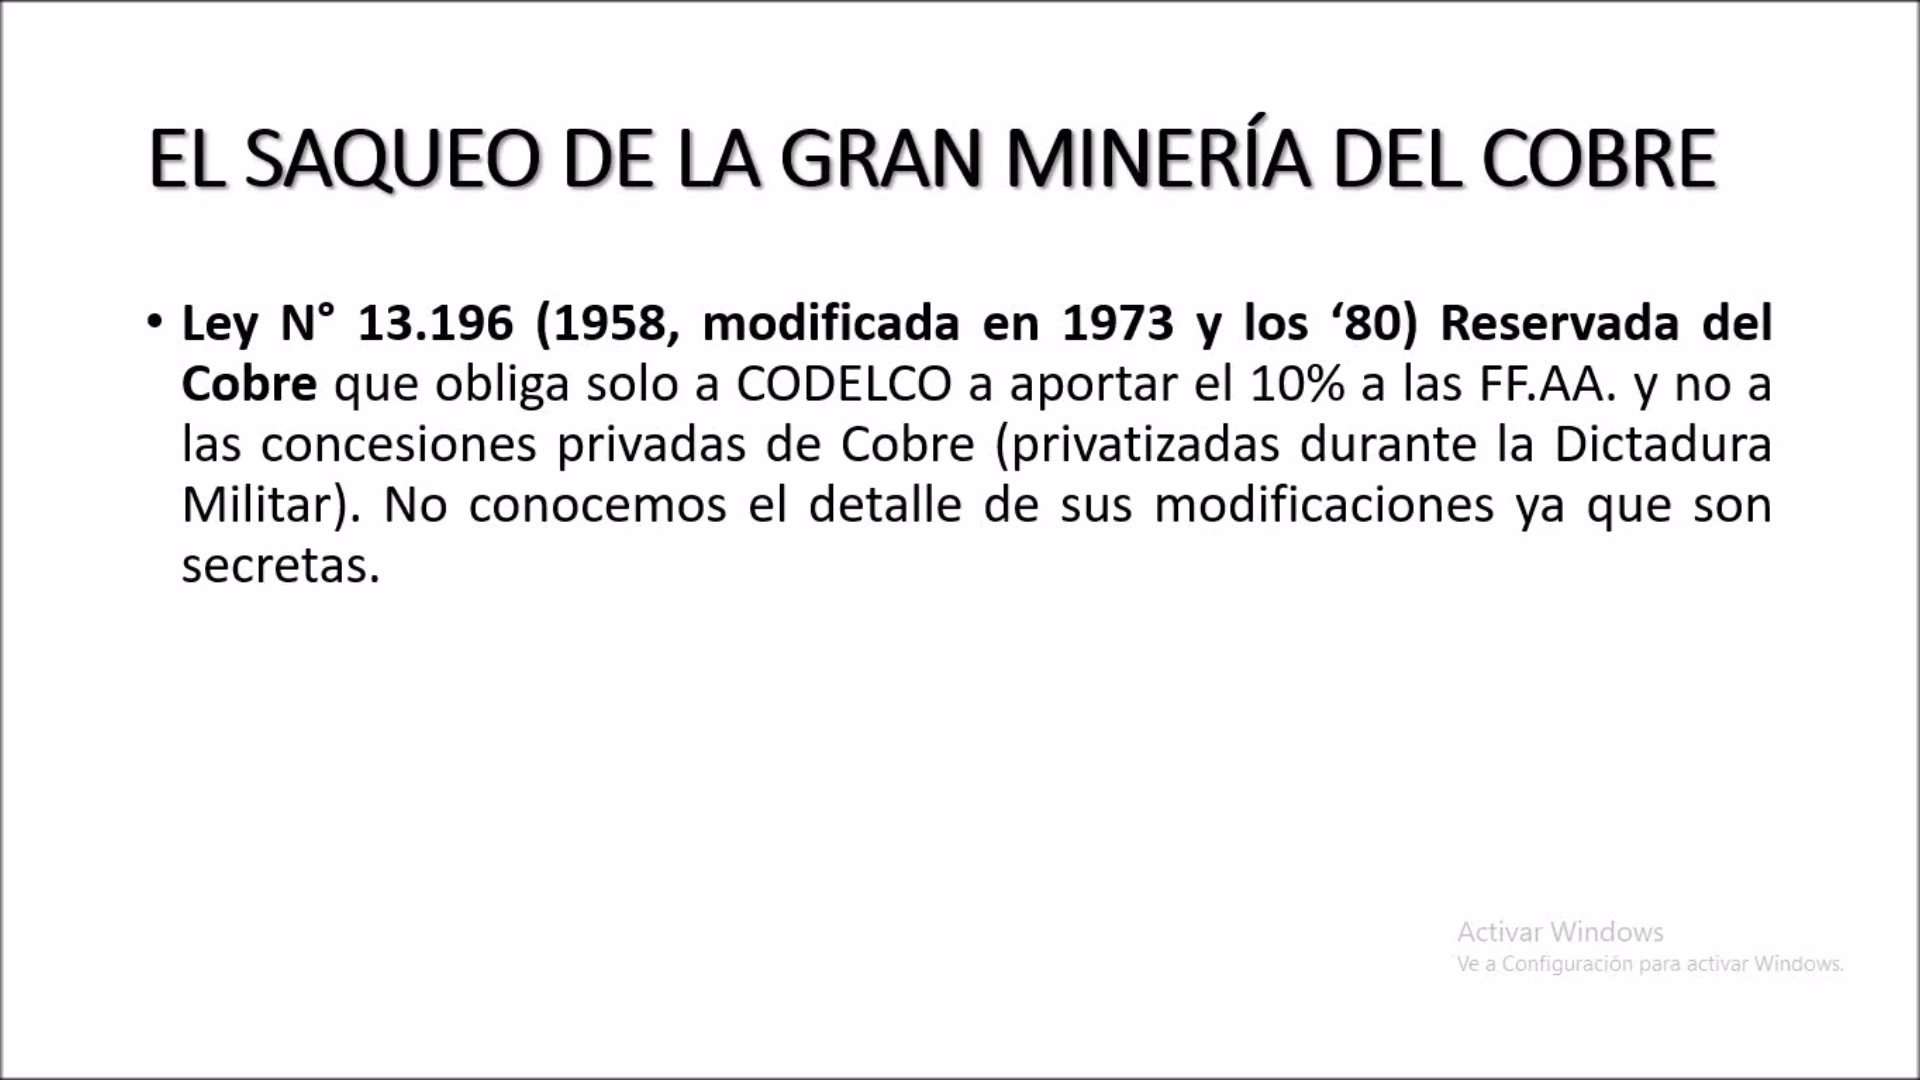 EL SAQUEO DE LA GRAN MINERÍA DEL COBRE
• Ley N° 13.196 (1958, modificada en 1973 y los ‘80) Reservada del
Cobre que obliga solo a CODELCO a aportar el 10% a las FF.AA. y no a
las concesiones privadas de Cobre (privatizadas durante la Dictadura
Militar). No conocemos el detalle de sus modificaciones ya que son
secretas.
Activar Windows
Ve a Configuración para activar Windows.